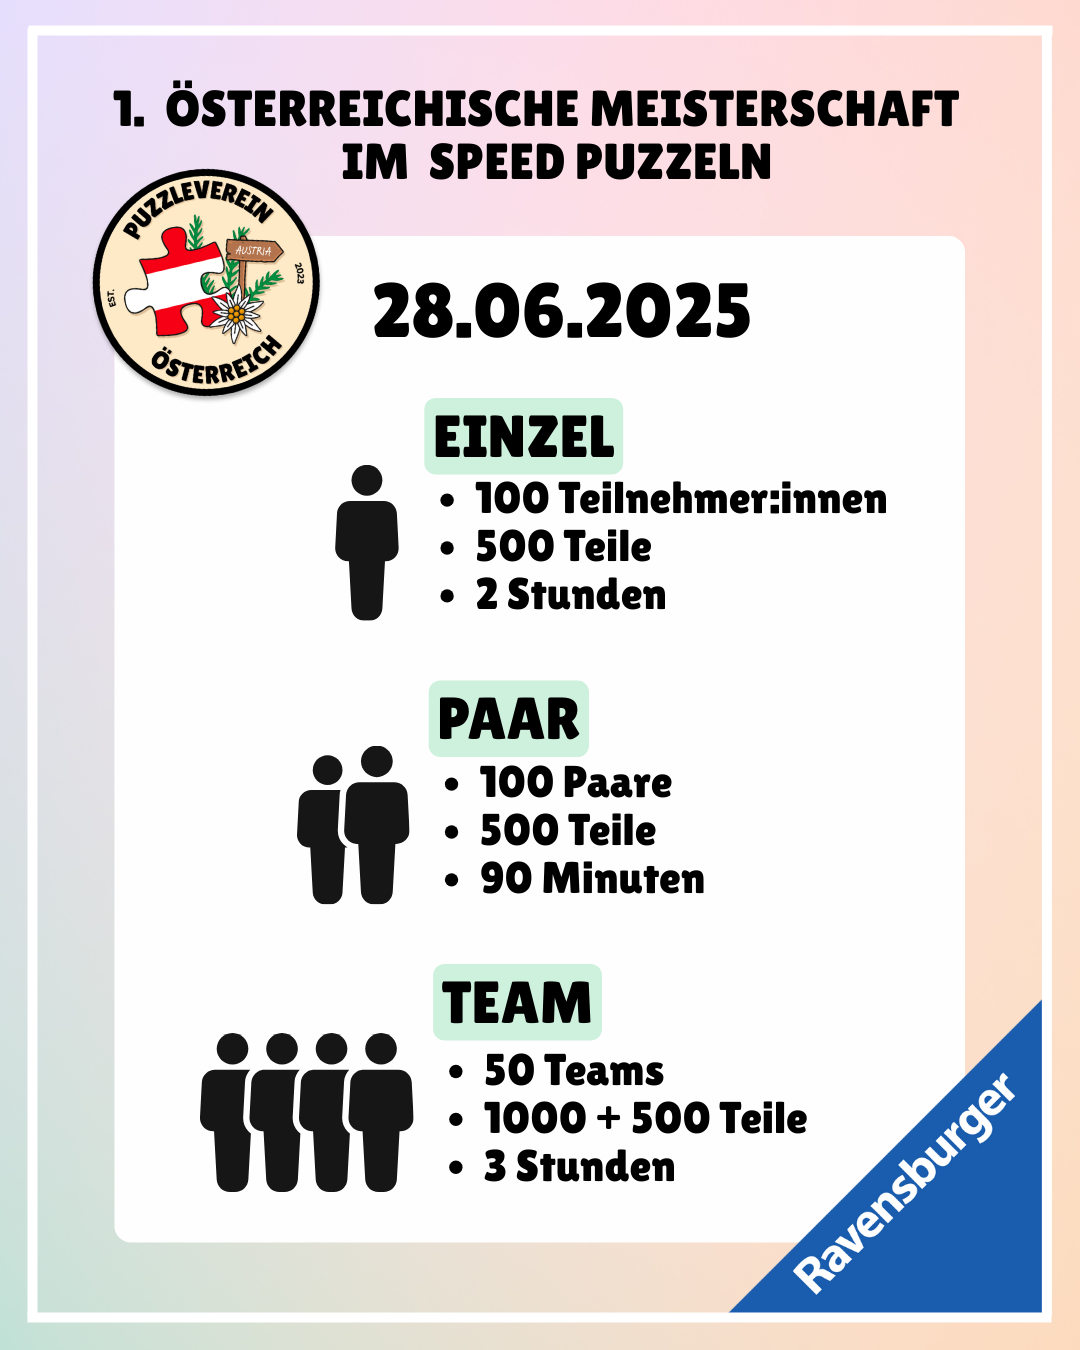 1. ÖSTERREICHISCHE MEISTERSCHAFT
IM SPEED PUZZELN
PUZZLEVEREIN
AUSTRIA
EST.
2023
ÖSTERREICH
28.06.2025
EINZEL
• 100 Teilnehmer:innen
• 500 Teile
• 2 Stunden
PAAR
• 100 Paare
• 500 Teile
• 90 Minuten
TEAM
• 50 Teams
• 1000 + 500 Teile
• 3 Stunden
Ravensburger